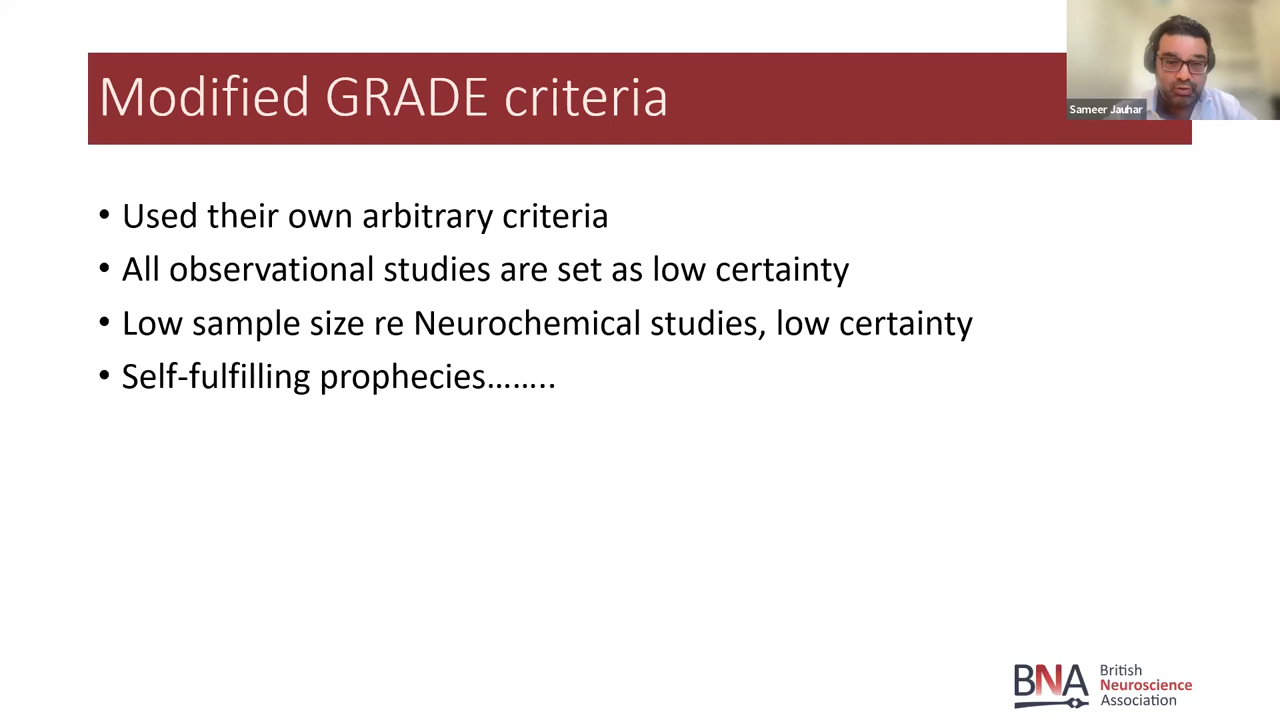 Modified GRADE criteria
Sameer Jauhar
• Used their own arbitrary criteria
• All observational studies are set as low certainty
• Low sample size re Neurochemical studies, low certainty
• Self-fulfilling prophecies……..
BNA
British
Neuroscience
Association